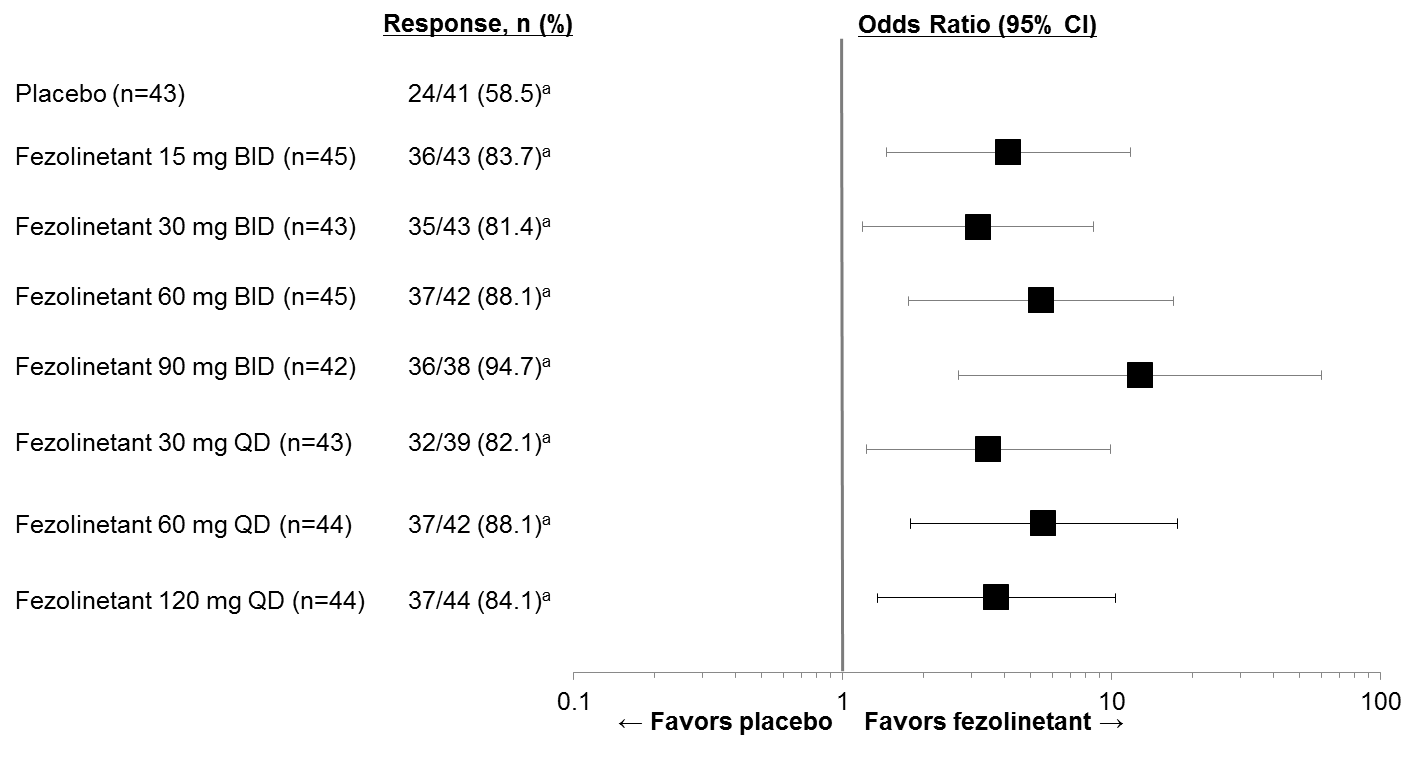 Response, n (%) Odds Ratio (95% CI)
Placebo (n=43) 24/41 (58.5)ᵃ
Fezolinetant 15 mg BID (n=45) 36/43 (83.7)ᵃ
Fezolinetant 30 mg BID (n=43) 35/43 (81.4)ᵃ
Fezolinetant 60 mg BID (n=45) 37/42 (88.1)ᵃ
Fezolinetant 90 mg BID (n=42) 36/38 (94.7)ᵃ
Fezolinetant 30 mg QD (n=43) 32/39 (82.1)ᵃ
Fezolinetant 60 mg QD (n=44) 37/42 (88.1)ᵃ
Fezolinetant 120 mg QD (n=44) 37/44 (84.1)ᵃ
0.1 1 10 100
← Favors placebo Favors fezolinetant →